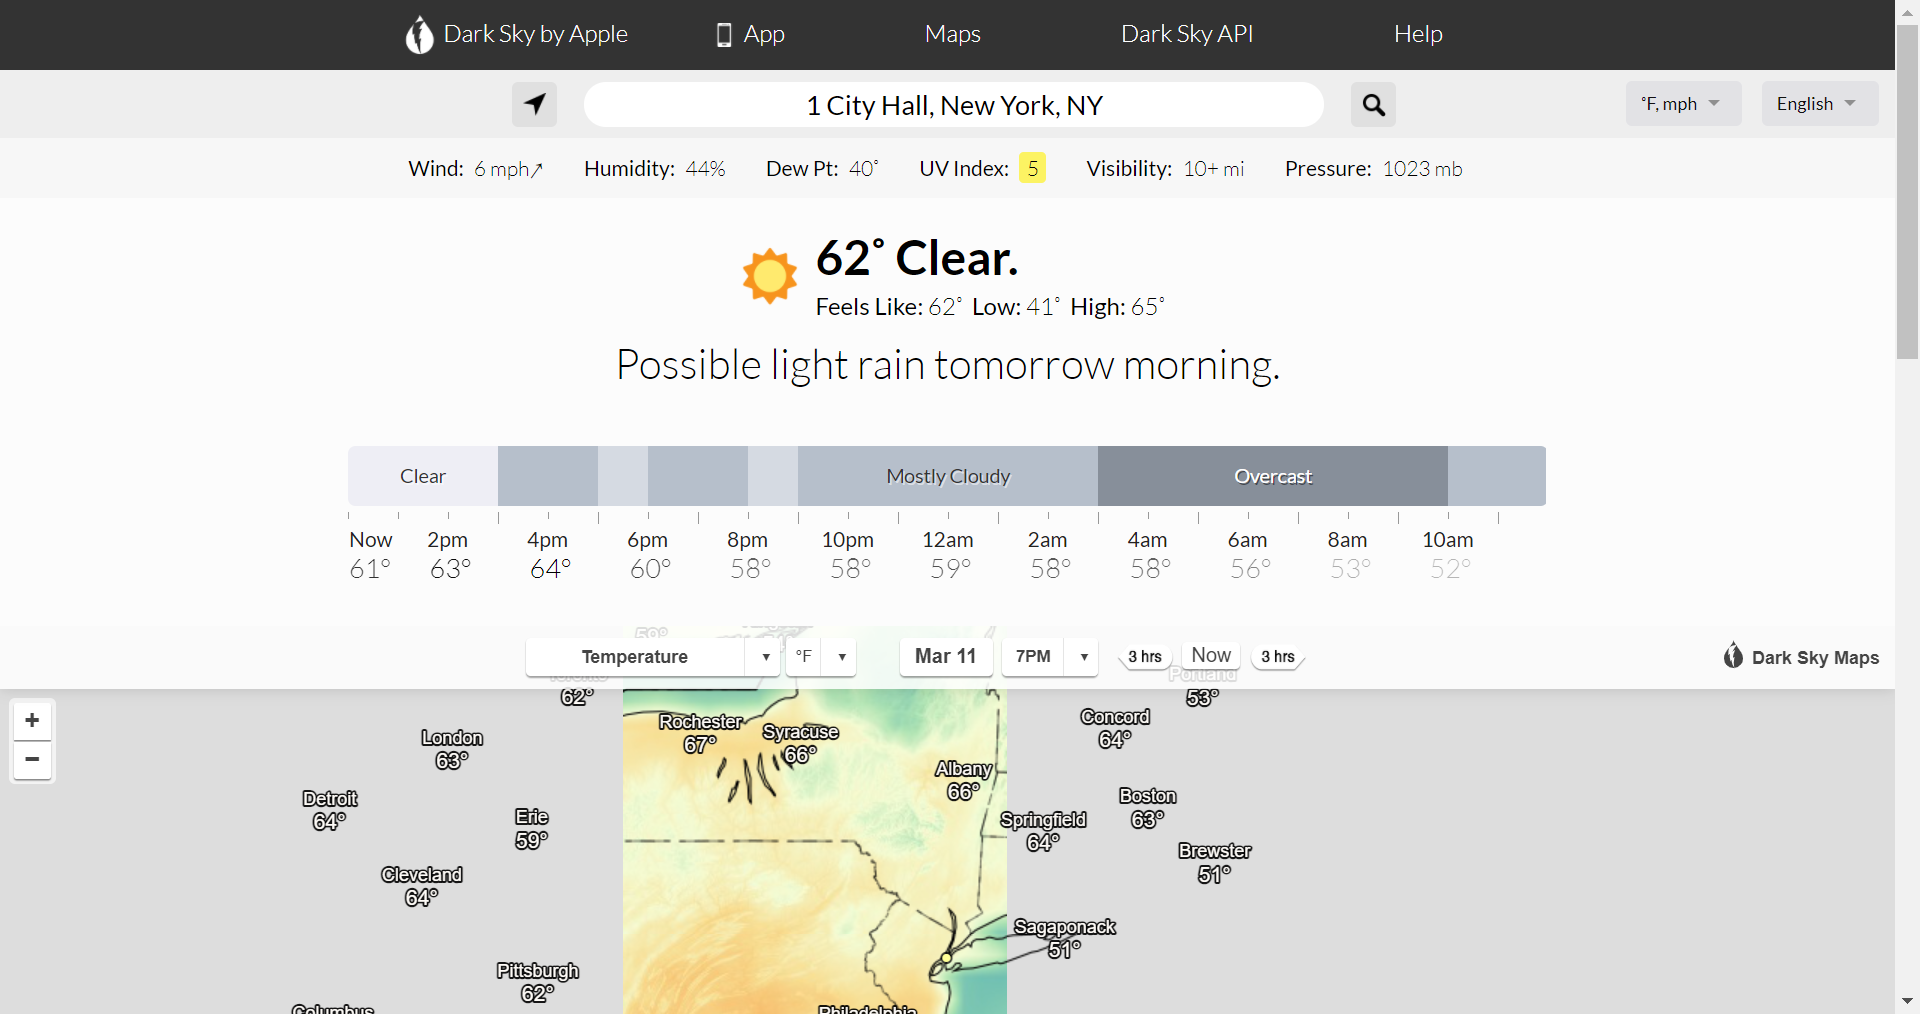 Dark Sky by Apple App Maps Dark Sky API Help
1 City Hall, New York, NY
°F, mph English
Wind: 6 mph Humidity: 44% Dew Pt: 40° UV Index: 5 Visibility: 10+ mi Pressure: 1023 mb
62° Clear.
Feels Like: 62° Low: 41° High: 65°
Possible light rain tomorrow morning.
Clear Mostly Cloudy Overcast
Now 2pm 4pm 6pm 8pm 10pm 12am 2am 4am 6am 8am 10am
61° 63° 64° 60° 58° 58° 59° 58° 58° 56° 53° 52°
59°
Temperature °F Mar 11 7PM 3 hrs Now 3 hrs Dark Sky Maps
Toronto
62°
Portland
53°
+
−
Rochester
67°
Syracuse
66°
Concord
64°
London
63°
Albany
66°
Detroit
64°
Boston
63°
Erie
59°
Springfield
64°
Brewster
51°
Cleveland
64°
Sagaponack
51°
Pittsburgh
62°
Columbus
Philadelphia